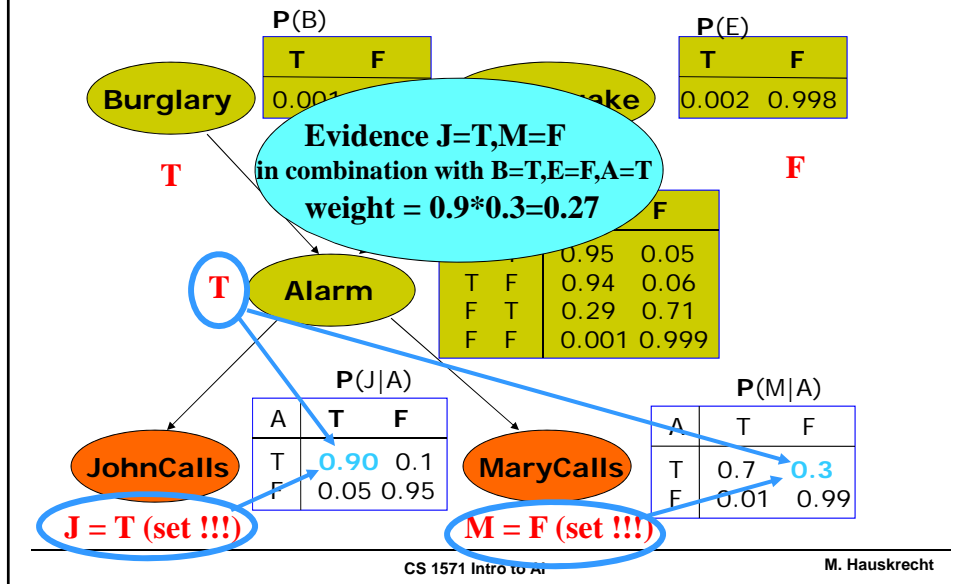 P(B)
P(E)
T F
T F
Burglary
0.001
ake
0.002 0.998
Evidence J=T,M=F
in combination with B=T,E=F,A=T
weight = 0.9*0.3=0.27
T
F
F
0.95 0.05
T F 0.94 0.06
F T 0.29 0.71
F F 0.001 0.999
T
Alarm
P(J|A)
P(M|A)
A T F
A T F
JohnCalls
T 0.90 0.1
F 0.05 0.95
MaryCalls
T 0.7 0.3
F 0.01 0.99
J = T (set !!!)
M = F (set !!!)
CS 1571 Intro to AI
M. Hauskrecht